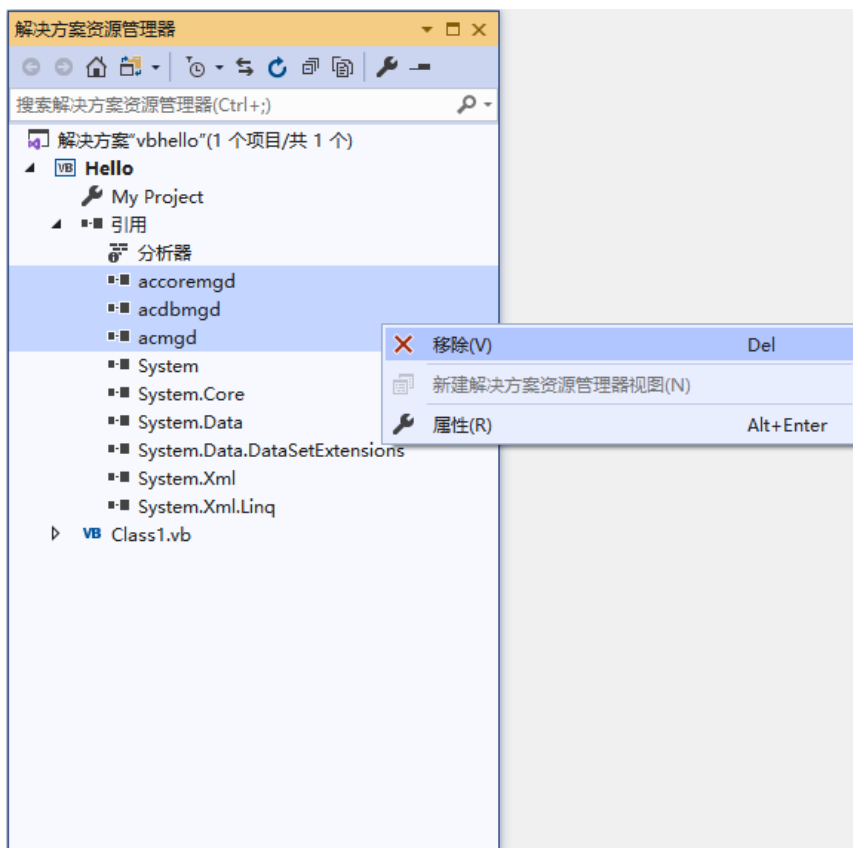 解决方案资源管理器
搜索解决方案资源管理器(Ctrl+;)
解决方案"vbhello"(1 个项目/共 1 个)
VB Hello
My Project
引用
分析器
accoremgd
acdbmgd
acmgd
移除(V) Del
System
新建解决方案资源管理器视图(N)
System.Core
System.Data
属性(R) Alt+Enter
System.Data.DataSetExtensions
System.Xml
System.Xml.Linq
VB Class1.vb